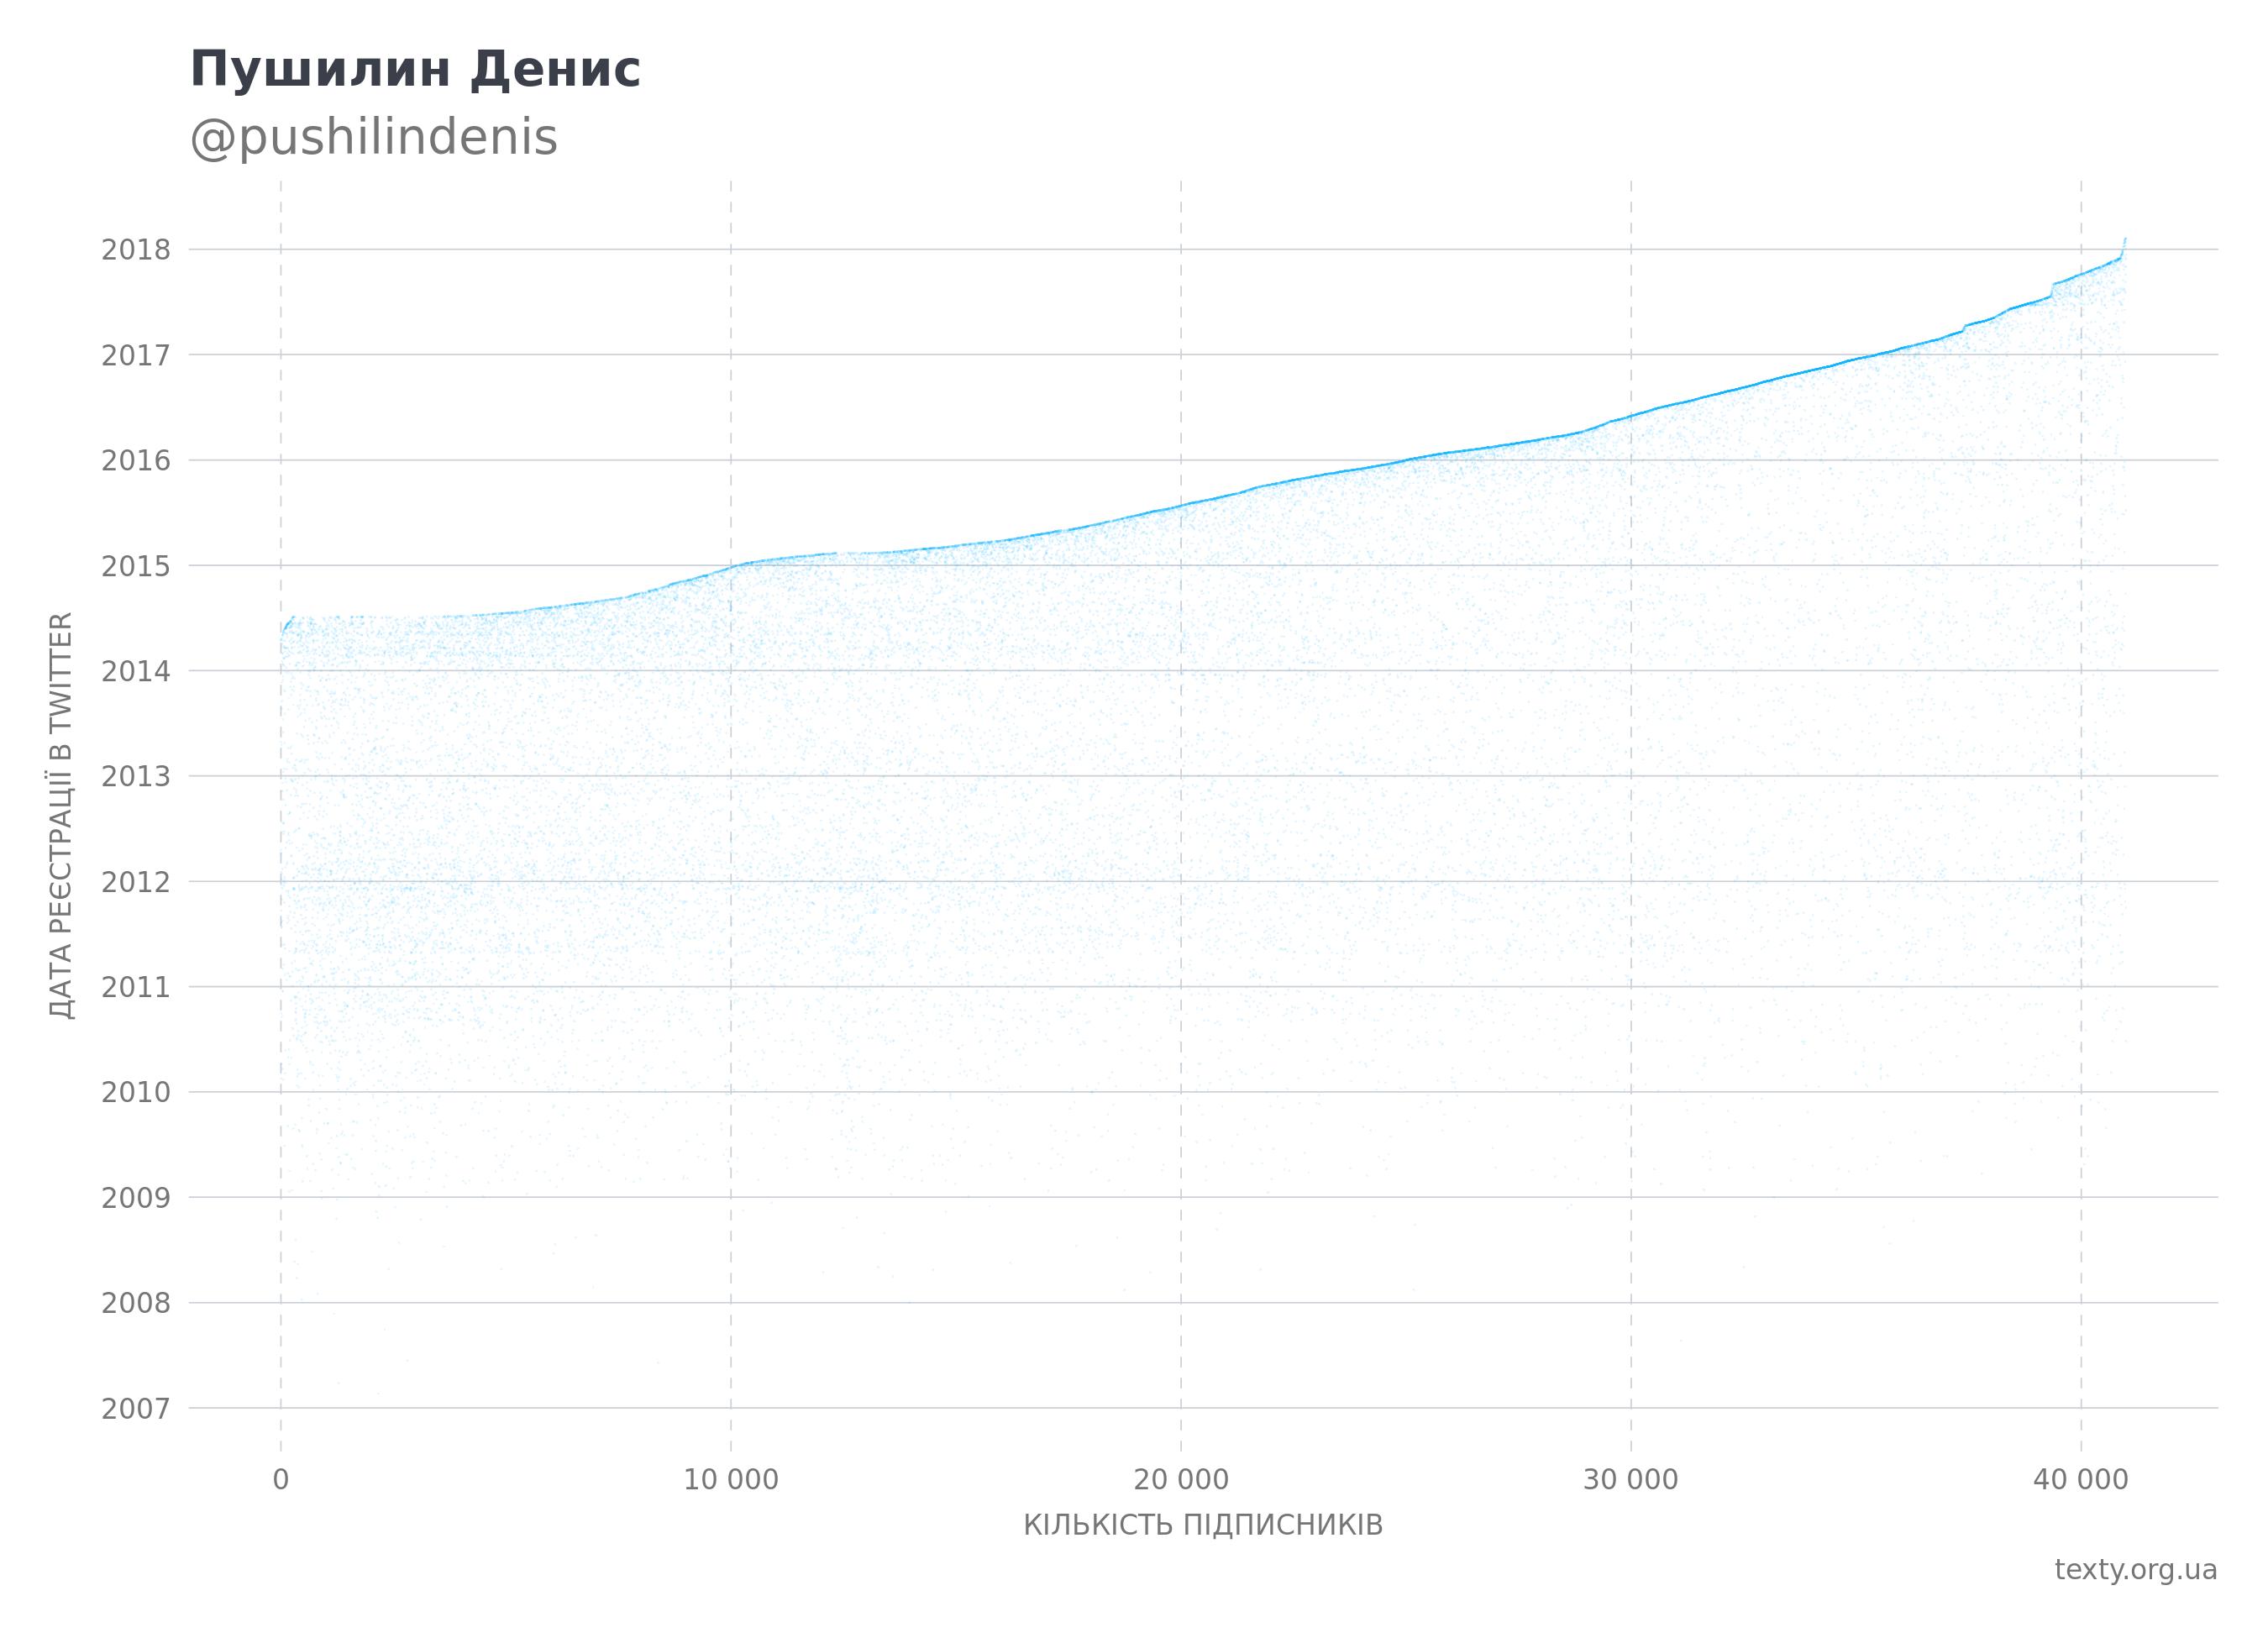 Пушилин Денис
@pushilindenis
2018
2017
2016
2015
2014
2013
2012
2011
2010
2009
2008
2007
ДАТА РЕЄСТРАЦІЇ В TWITTER
0 10 000 20 000 30 000 40 000
КІЛЬКІСТЬ ПІДПИСНИКІВ
texty.org.ua